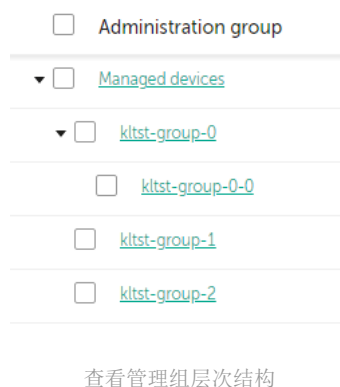 Administration group
Managed devices
kltst-group-0
kltst-group-0-0
kltst-group-1
kltst-group-2
查看管理组层次结构